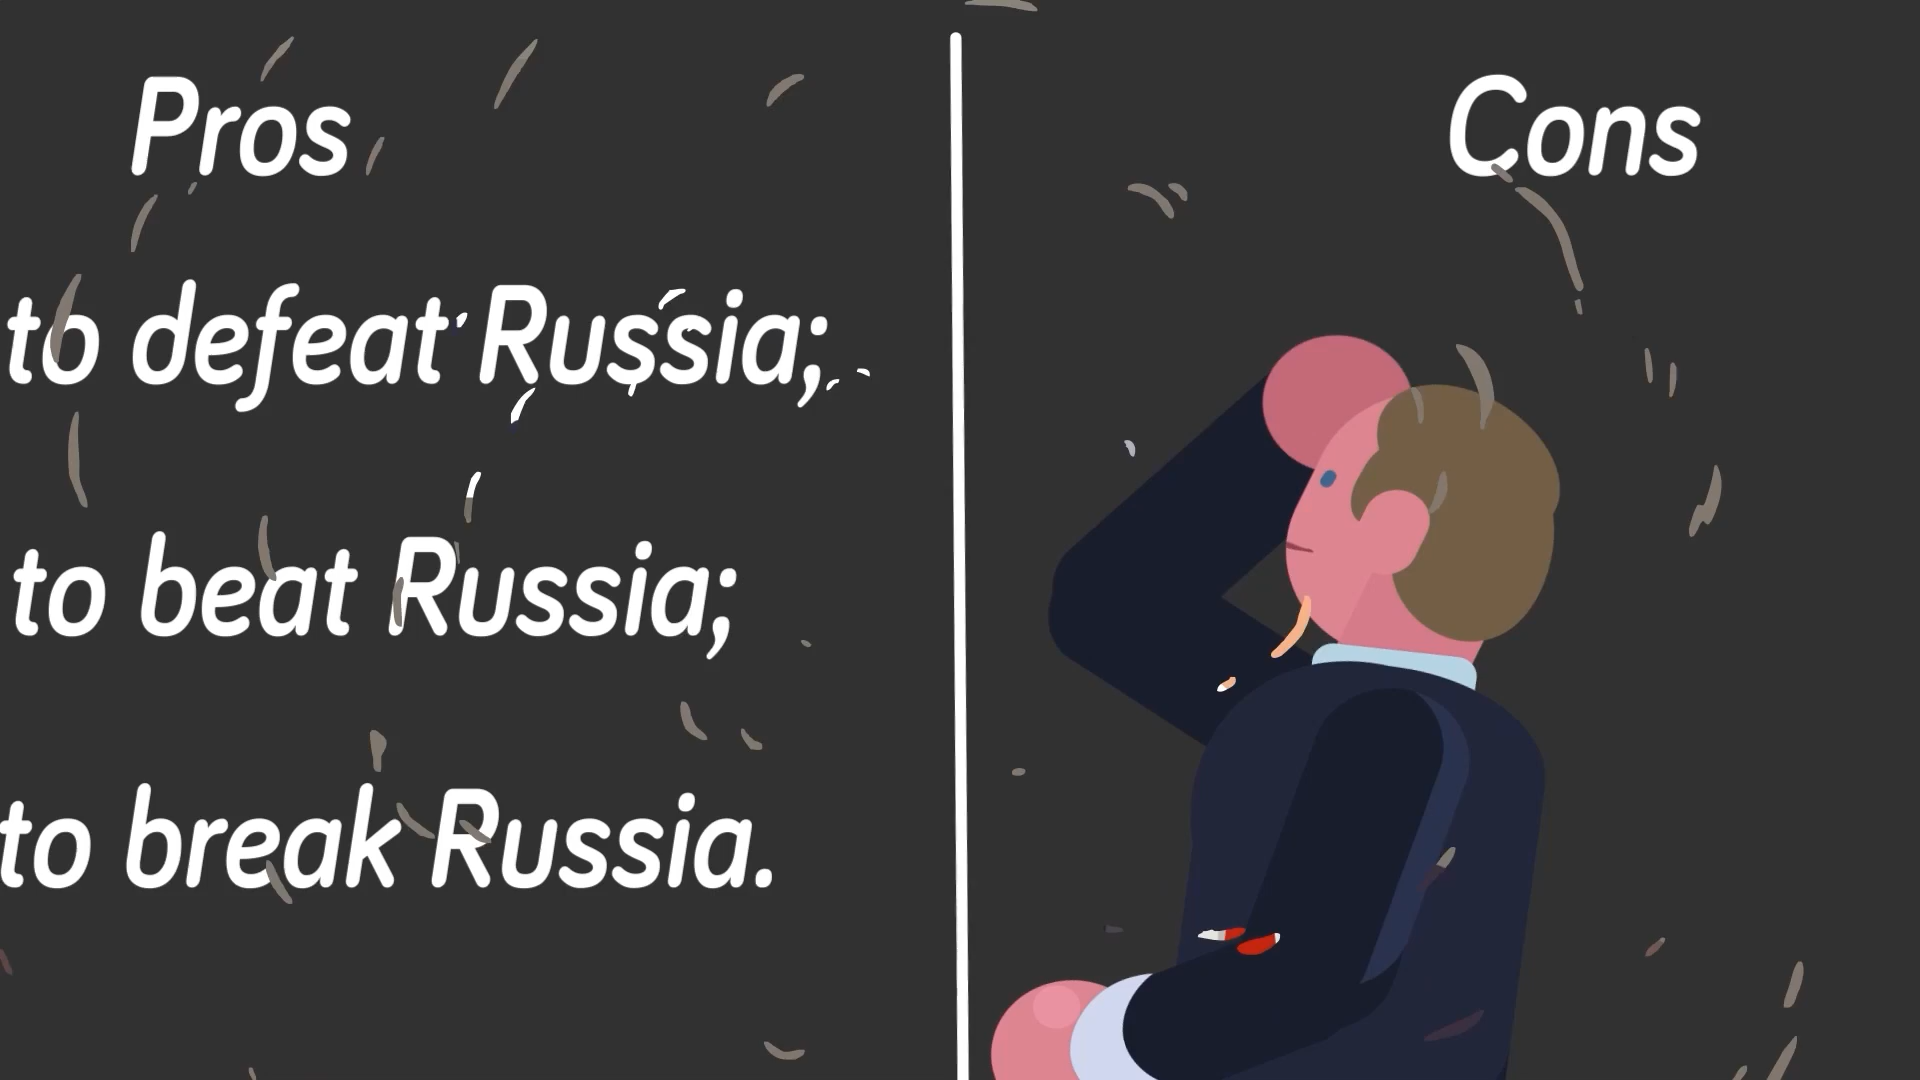 Pros
Cons
to defeat Russia;
to beat Russia;
to break Russia.